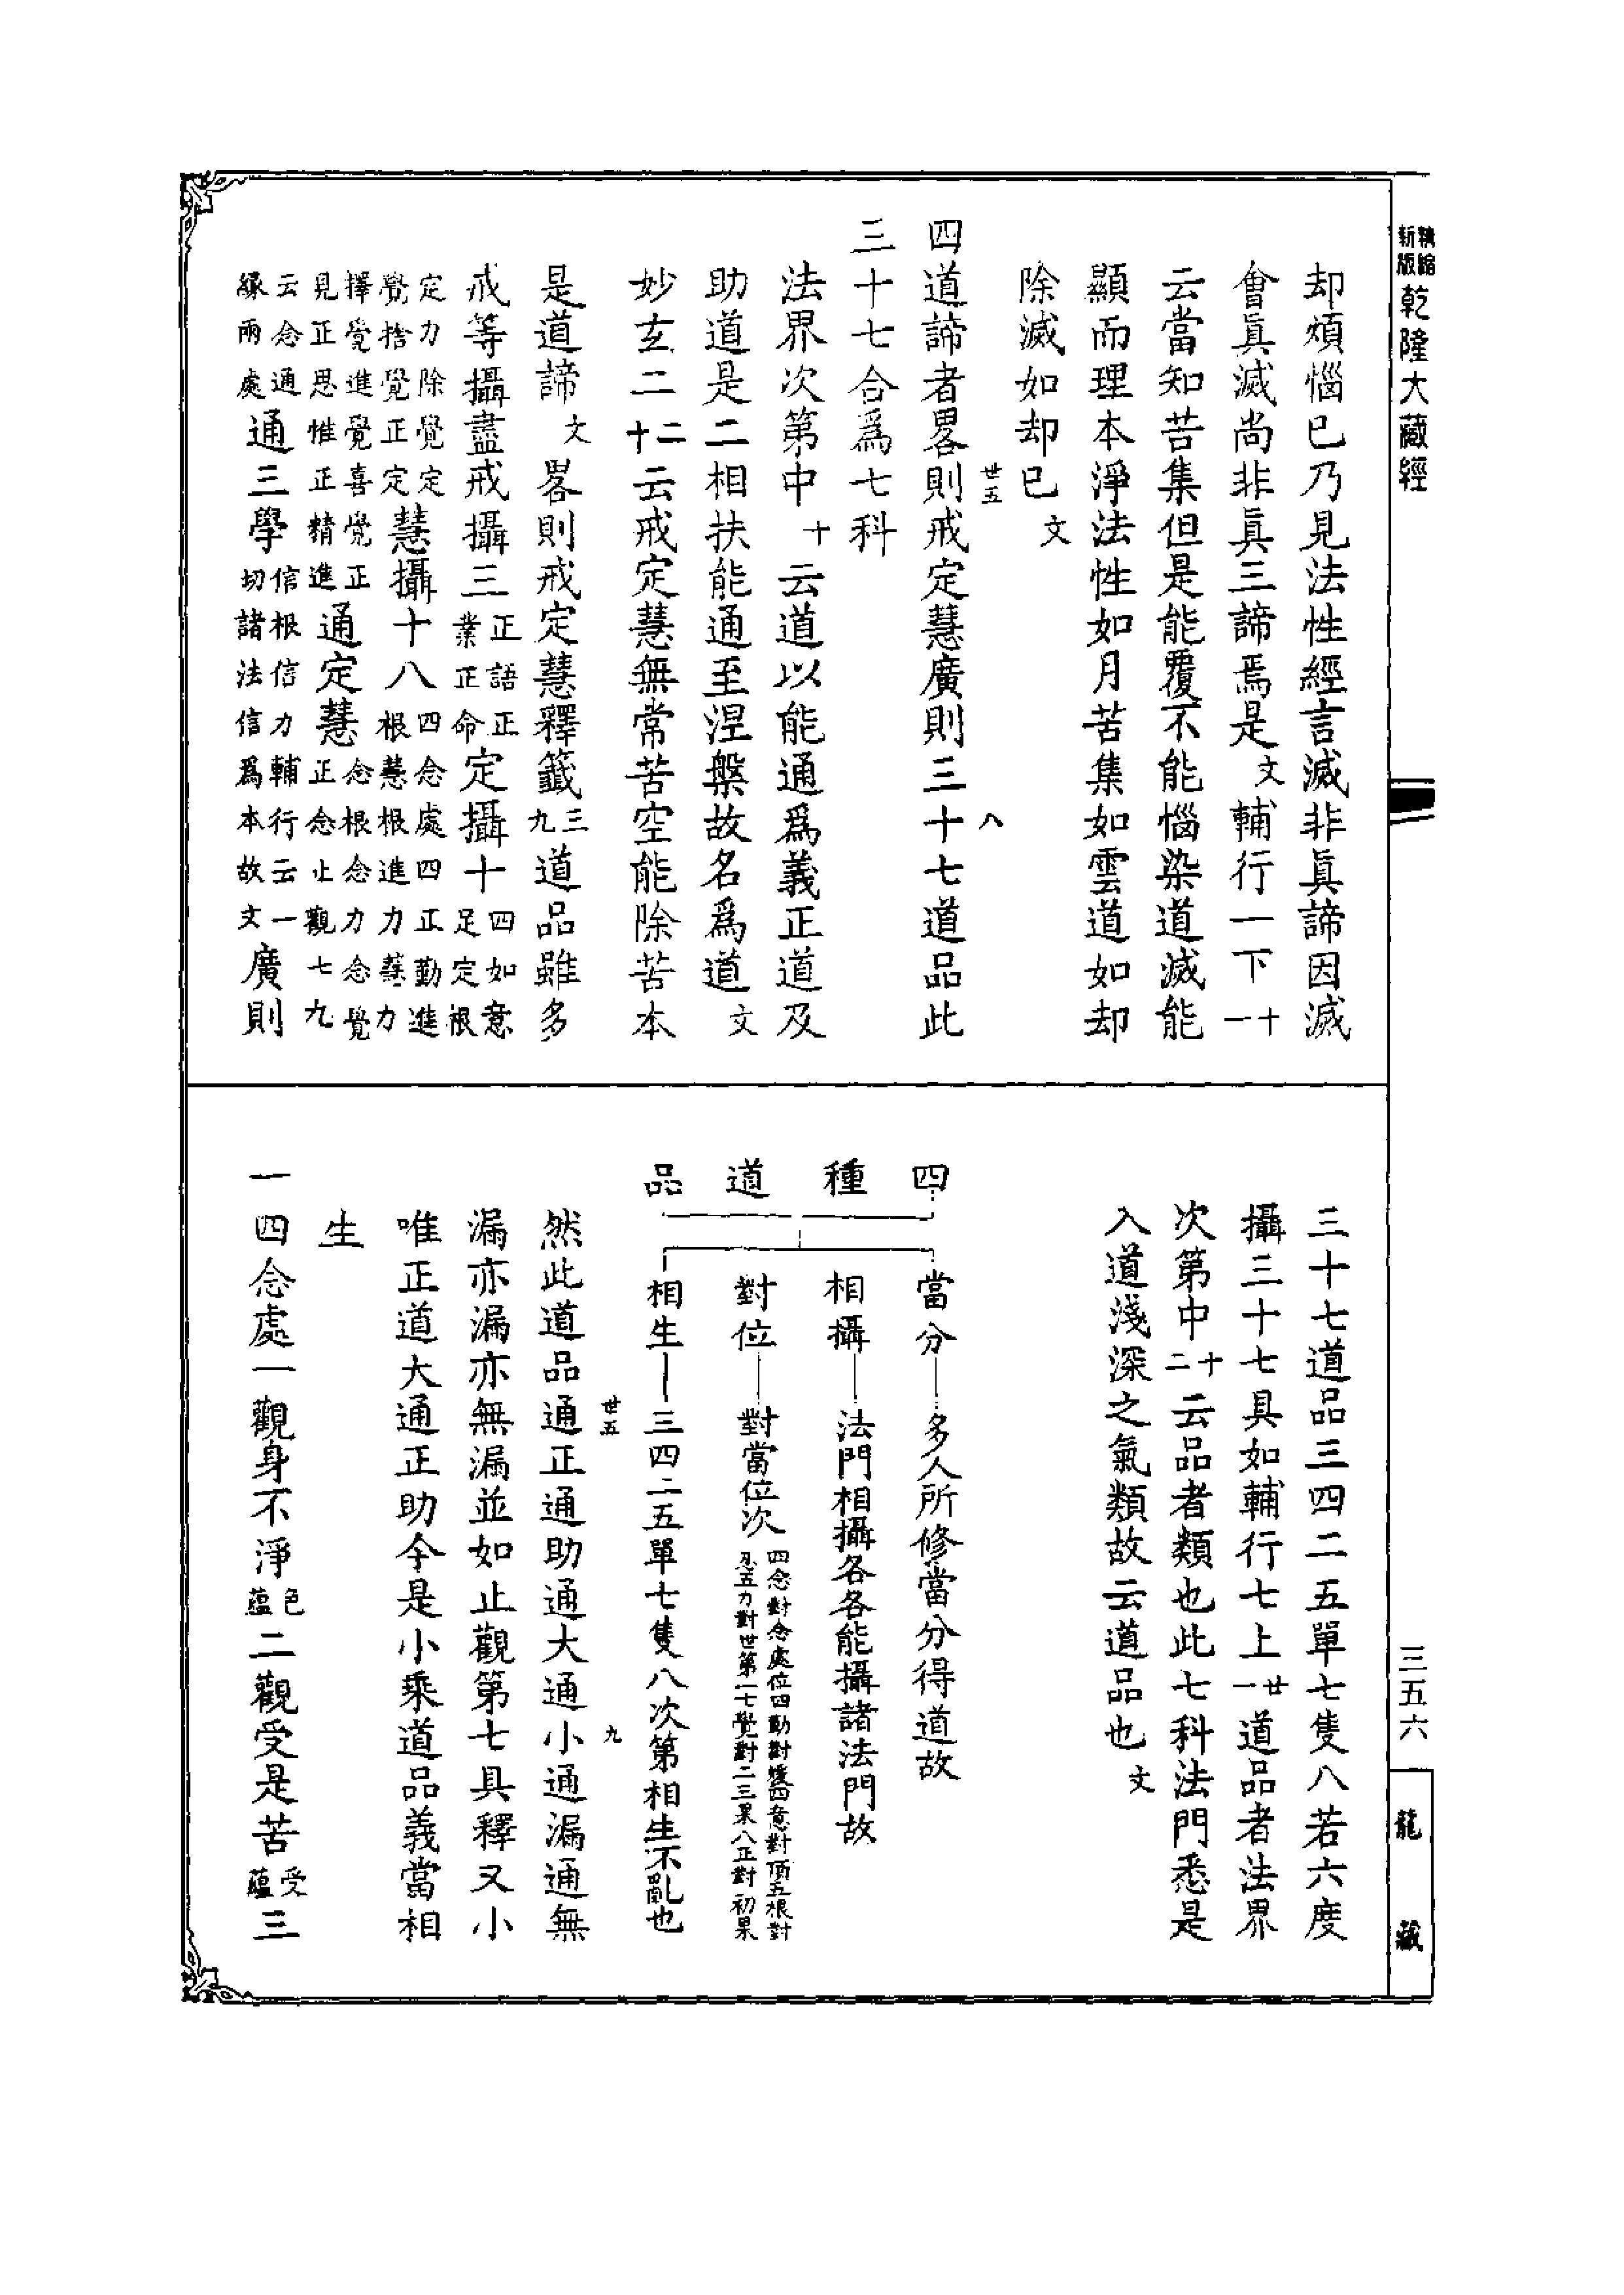 精縮新版乾隆大藏經
三五六
龍藏
却煩惱已乃見法性經言滅非眞諦因滅
會眞滅尚非眞三諦焉是文輔行一下十一
云當知苦集但是能覆不能惱染道滅能
顯而理本淨法性如月苦集如雲道如却
除滅如却已文
四道諦者畧則戒定慧廣則三十七道品此
三十七合爲七科
世五 八
法界次第中十云道以能通爲義正道及
助道是二相扶能通至涅槃故名爲道文
妙玄二二十云戒定慧無常苦空能除苦本
是道諦文畧則戒定慧釋籤三九道品雖多
戒等攝盡戒攝三正語正業正命定攝十四如意足定根
定力除覺定覺捨覺正定慧攝十八四念處四正勤進根慧根進力慧力
擇覺進覺喜覺正見正思惟正精進通定慧念根念力念覺正念止觀七九
云念通緣兩處通三學信根信力輔行云一切諸法信爲本故文廣則
三十七道品三四二五單七隻八若六度
攝三十七具如輔行七上廿一道品者法界
次第中十二云品者類也此七科法門悉是
入道淺深之氣類故云道品也文
四種道品
當分—多人所修當分得道故
相攝—法門相攝各各能攝諸法門故
對位—對當位次四念對念處位四勤對煖四意對頂五根對忍五力對世第一七覺對二三果八正對初果
相生—三四二五單七隻八次第相生不亂也
世五 九
然此道品通正通助通大通小通漏通無
漏亦漏亦無漏並如止觀第七具釋又小
唯正道大通正助今是小乘道品義當相
生
一四念處一觀身不淨色蘊二觀受是苦受蘊三